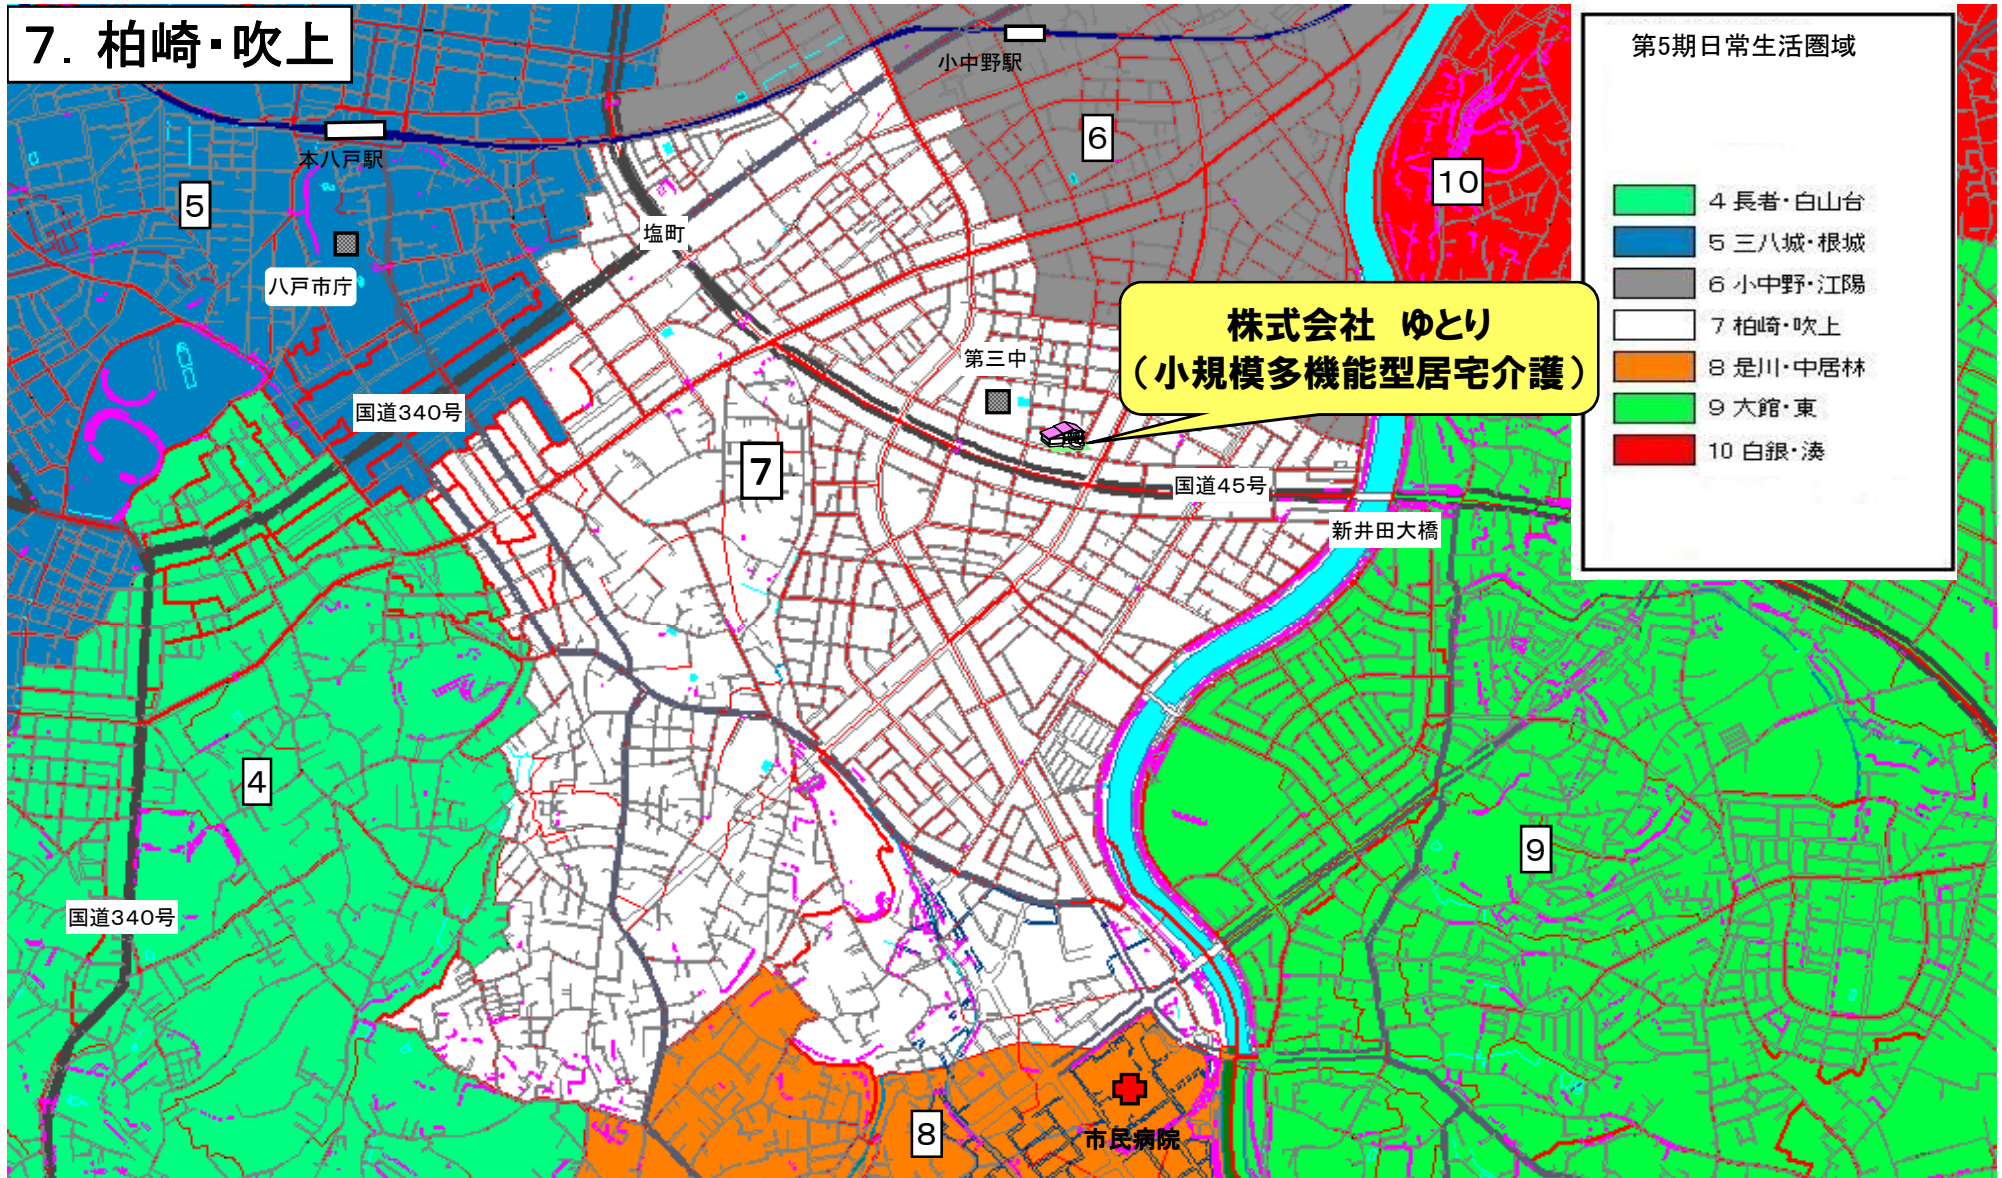 7．柏崎・吹上
小中野駅
第5期日常生活圏域
6
本八戸駅
10
5
4 長者・白山台
塩町
5 三八城・根城
八戸市庁
6 小中野・江陽
7 柏崎・吹上
株式会社　ゆとり
（小規模多機能型居宅介護）
第三中
8 是川・中居林
国道340号
9 大館・東
7
10 白銀・湊
国道45号
新井田大橋
4
9
国道340号
8
市民病院